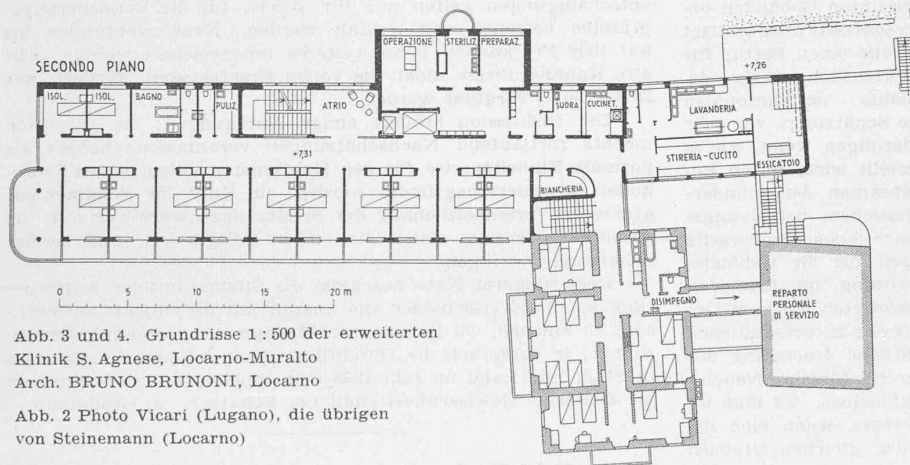 SECONDO PIANO
OPERAZIONE STERILIZ. PREPARAZ.
+7,26
ISOL. ISOL. BAGNO PULIZ. ATRIO SUORA CUCINET.
LAVANDERIA
STIRERIA-CUCITO
ESSICATOIO
+7,31
BIANCHERIA
DISIMPEGNO
REPARTO
PERSONALE
DI SERVIZIO
10 15 20 m
Abb. 3 und 4. Grundrisse 1:500 der erweiterten
Klinik S. Agnese, Locarno-Muralto
Arch. BRUNO BRUNONI, Locarno
Abb. 2 Photo Vicari (Lugano), die übrigen
von Steinemann (Locarno)